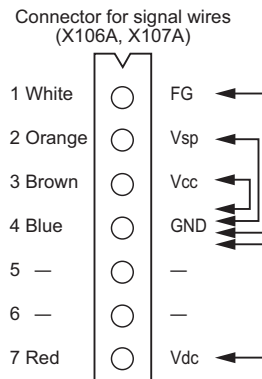 Connector for signal wires
(X106A, X107A)
1 White FG
2 Orange Vsp
3 Brown Vcc
4 Blue GND
5 — —
6 — —
7 Red Vdc